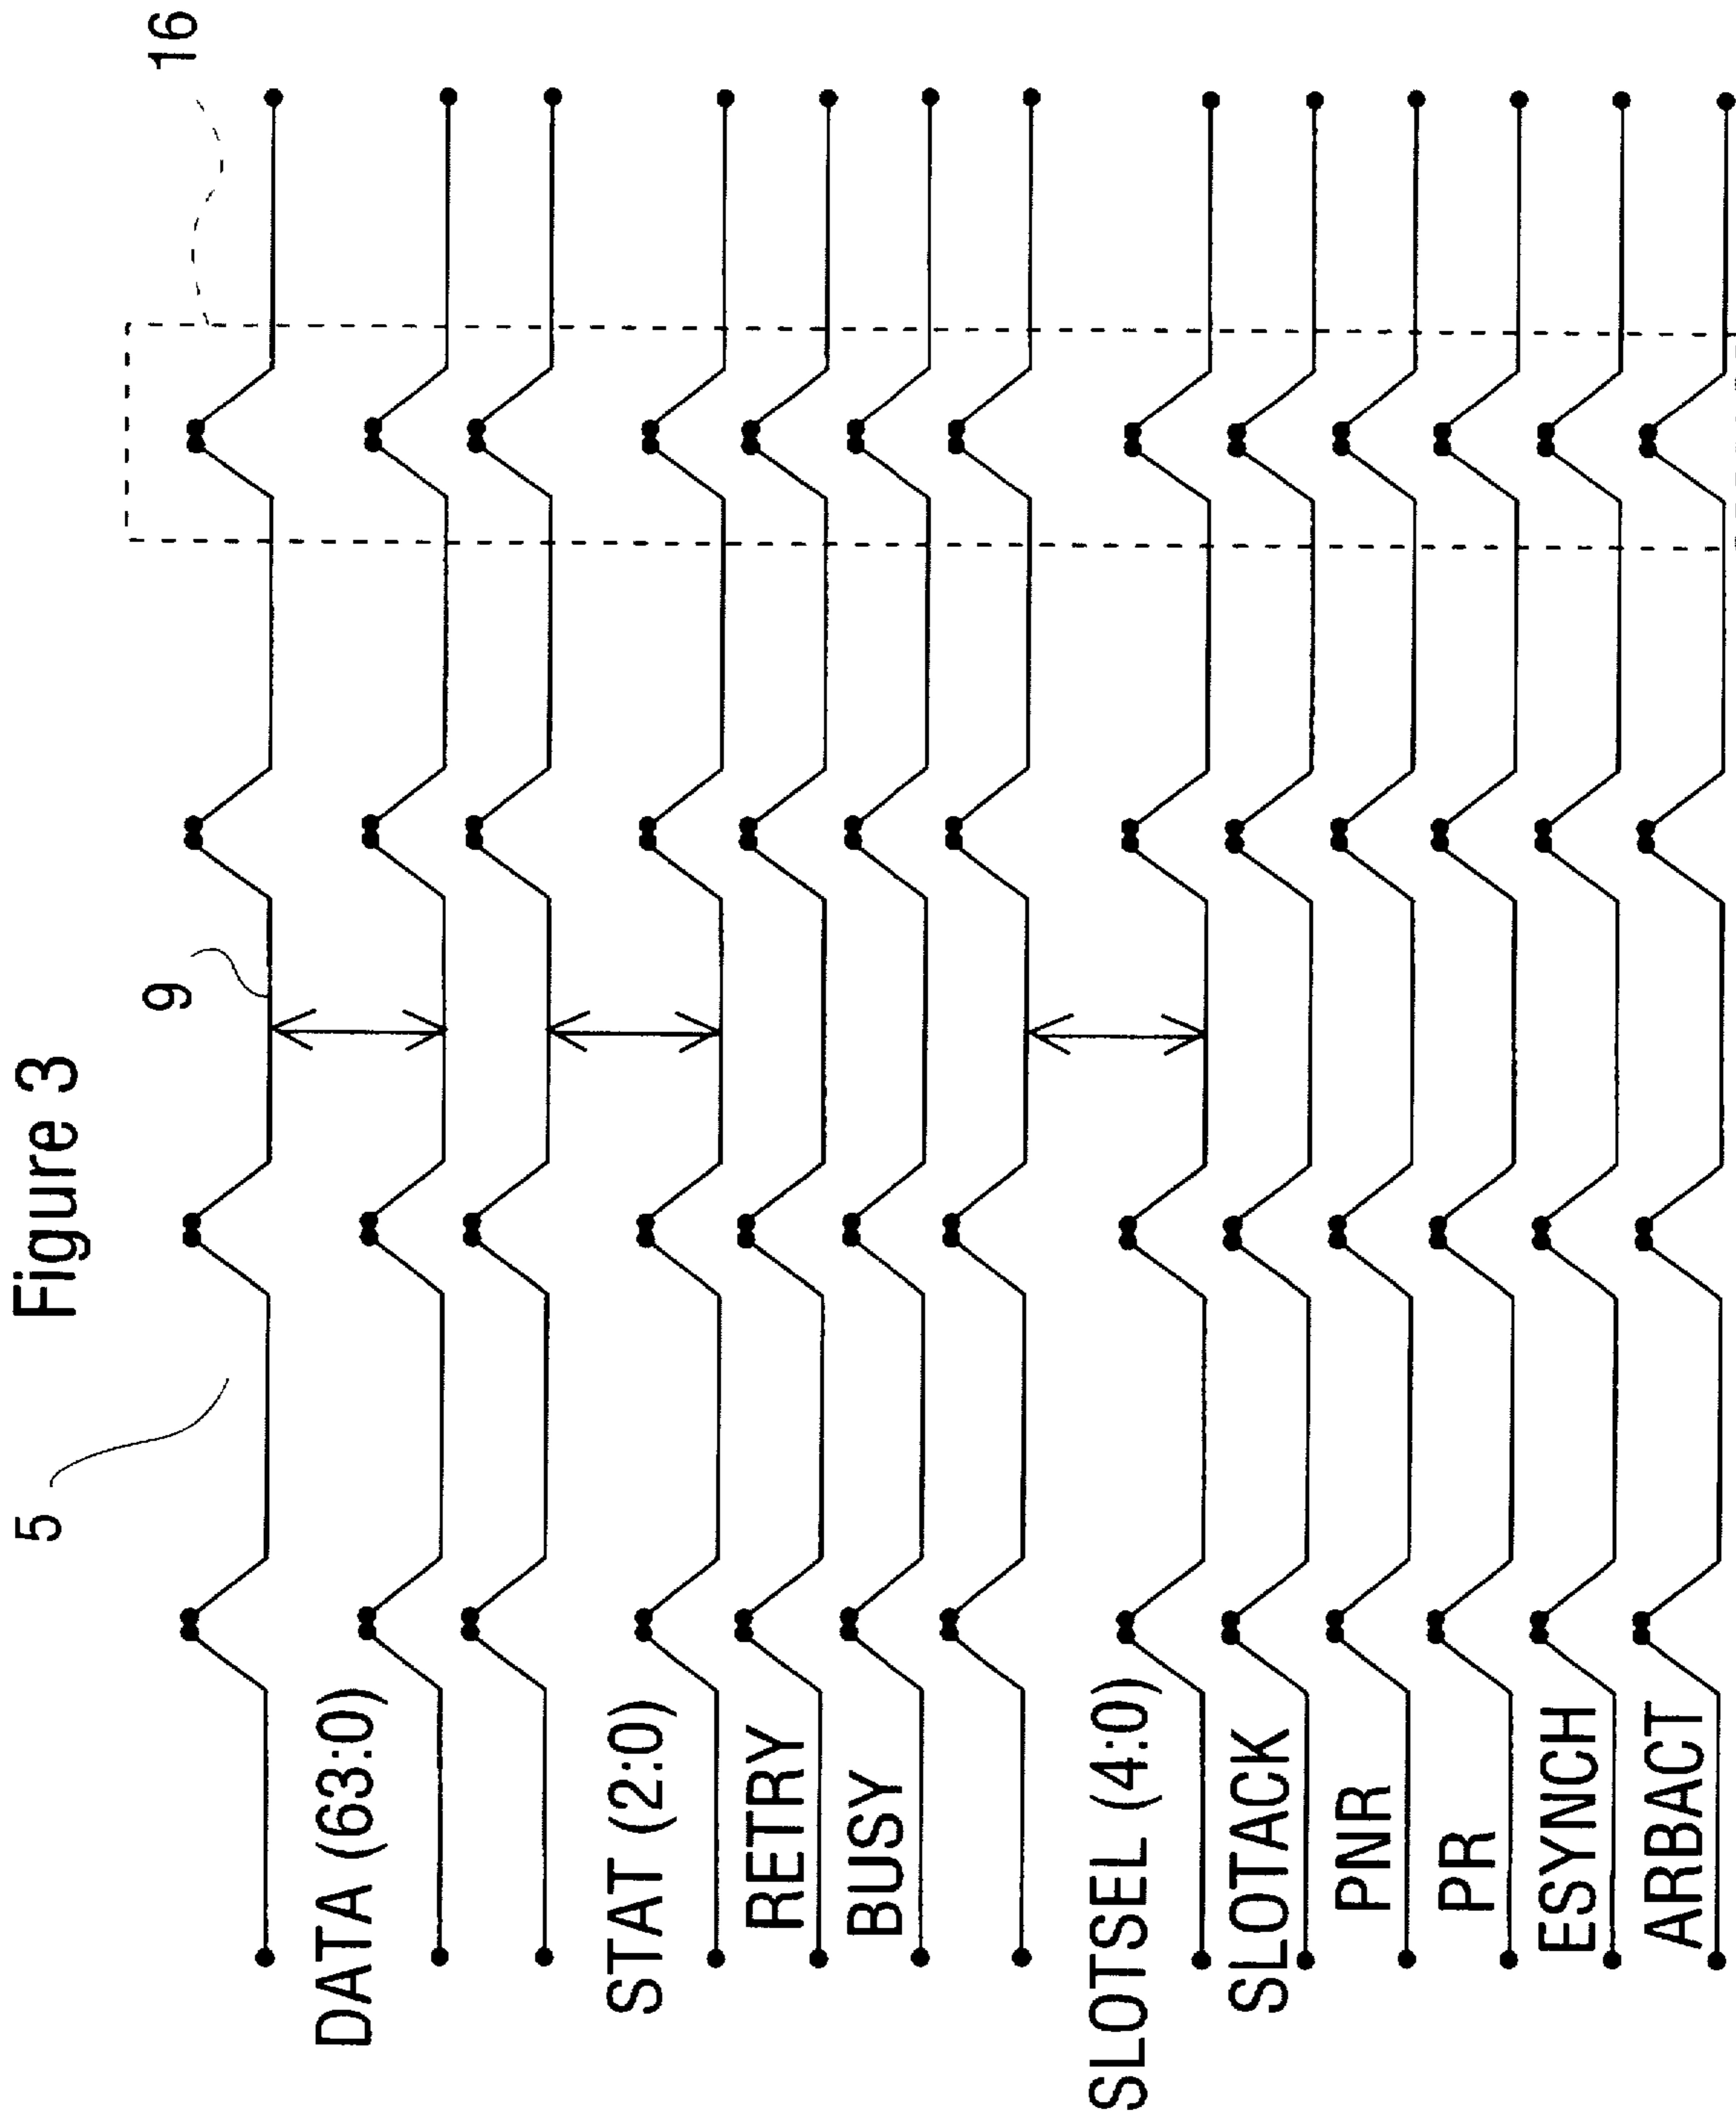 Figure 3
5
9
16
DATA (63:0)
STAT (2:0)
RETRY
BUSY
SLOTSEL (4:0)
SLOTACK
PNR
PR
ESYNCH
ARBACT